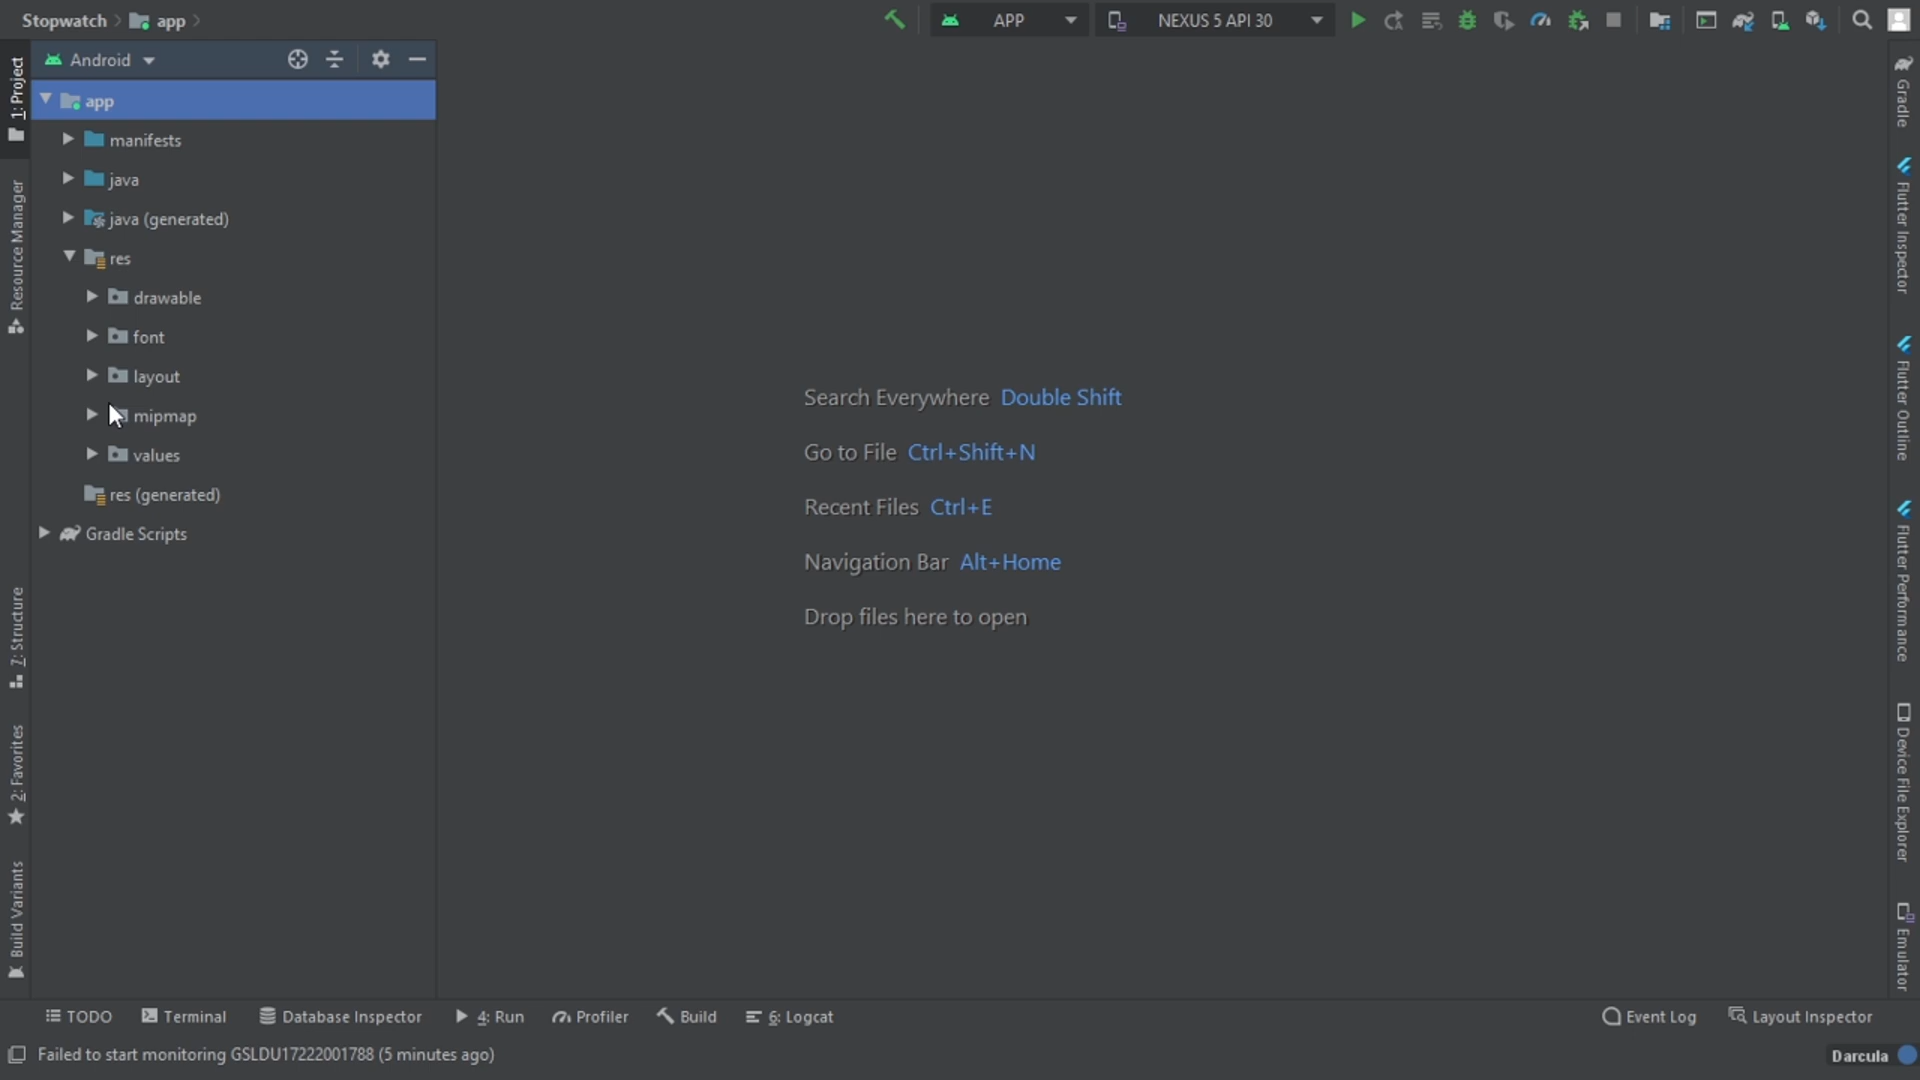 Stopwatch app
APP
NEXUS 5 API 30
Android
app
manifests
java
java (generated)
res
drawable
font
layout
mipmap
values
res (generated)
Gradle Scripts
1: Project
Resource Manager
7: Structure
2: Favorites
Build Variants
Search Everywhere Double Shift
Go to File Ctrl+Shift+N
Recent Files Ctrl+E
Navigation Bar Alt+Home
Drop files here to open
Gradle
Flutter Inspector
Flutter Outline
Flutter Performance
Device File Explorer
Emulator
TODO Terminal Database Inspector 4: Run Profiler Build 6: Logcat Event Log Layout Inspector
Failed to start monitoring GSLDU17222001788 (5 minutes ago) Darcula